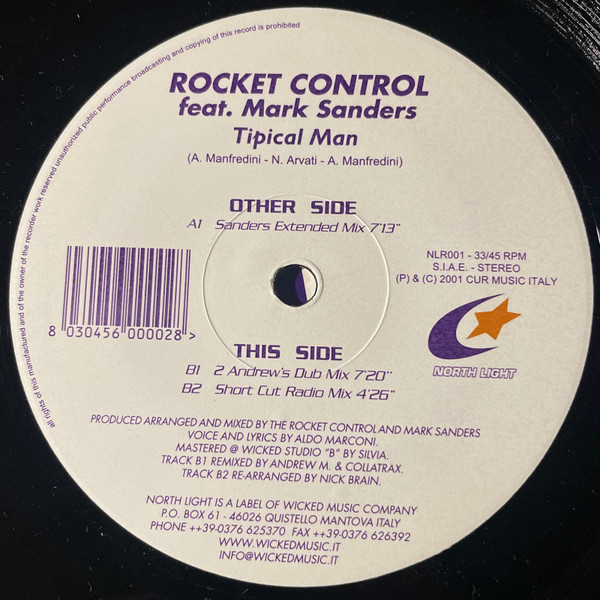 all rights of this manufactured and of the owner of the recorder work reserved unauthorized public performance broadcasting and copying of this record is prohibited
ROCKET CONTROL
feat. Mark Sanders
Tipical Man
(A. Manfredini - N. Arvati - A. Manfredini)
OTHER SIDE
A1 Sanders Extended Mix 7'13"
NLR001 - 33/45 RPM
S.I.A.E. - STEREO
(P) & (C) 2001 CUR MUSIC ITALY
8 030456 000028 >
NORTH LIGHT
THIS SIDE
B1 2 Andrew's Dub Mix 7'20"
B2 Short Cut Radio Mix 4'26"
PRODUCED ARRANGED AND MIXED BY THE ROCKET CONTROL AND MARK SANDERS
VOICE AND LYRICS BY ALDO MARCONI.
MASTERED @ WICKED STUDIO "B" BY SILVIA.
TRACK B1 REMIXED BY ANDREW M. & COLLATRAX.
TRACK B2 RE-ARRANGED BY NICK BRAIN.
NORTH LIGHT IS A LABEL OF WICKED MUSIC COMPANY
P.O. BOX 61 - 46026 QUISTELLO MANTOVA ITALY
PHONE ++39-0376 625370 FAX ++39-0376 626392
WWW.WICKEDMUSIC.IT
INFO@WICKEDMUSIC.IT